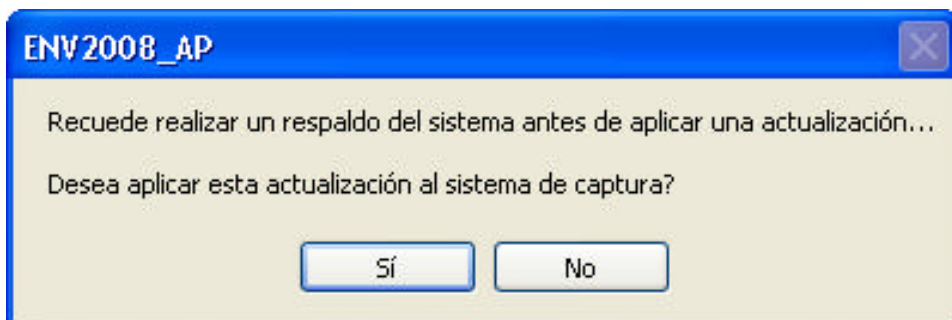 ENV2008_AP
Recuede realizar un respaldo del sistema antes de aplicar una actualización...
Desea aplicar esta actualización al sistema de captura?
Sí
No